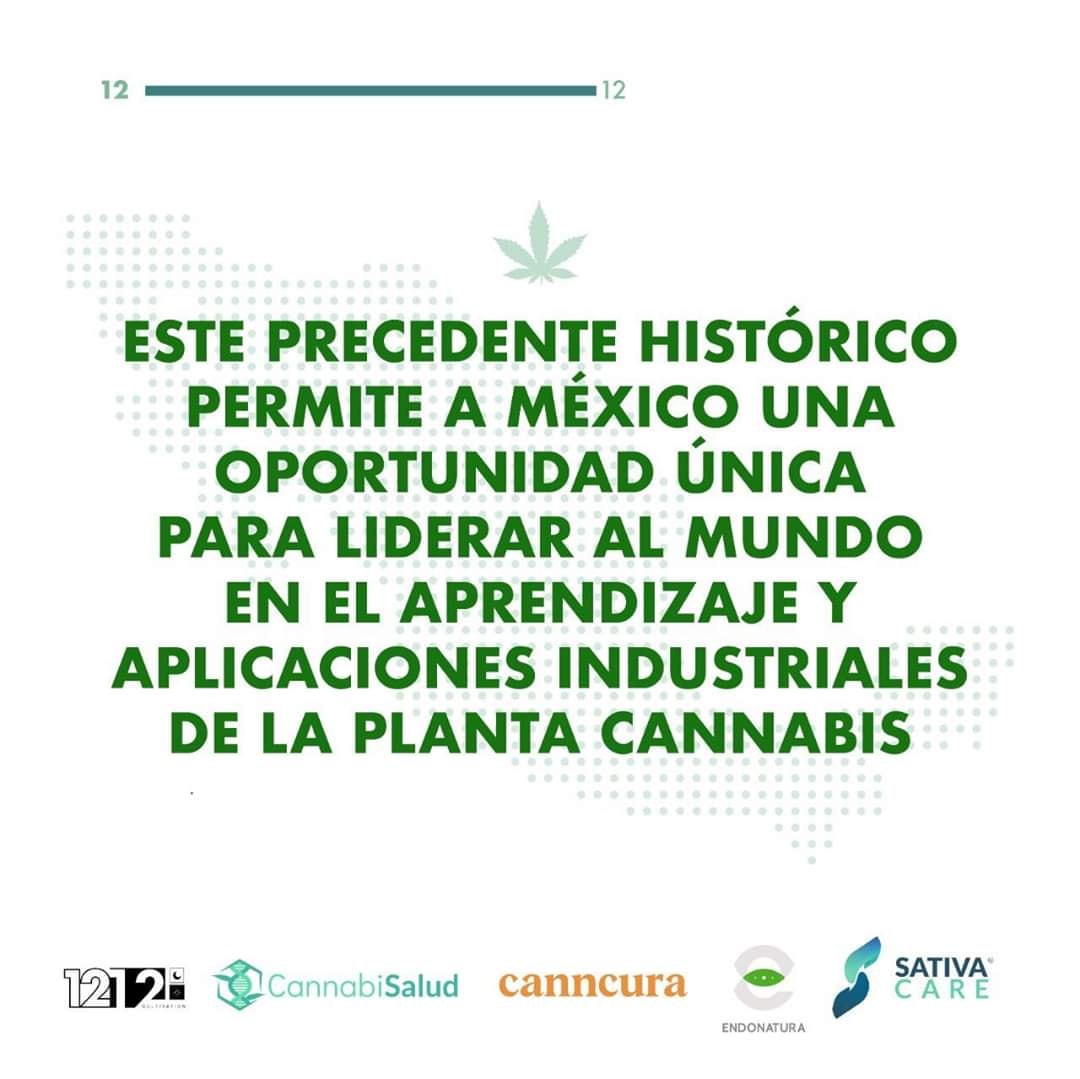 12 12
ESTE PRECEDENTE HISTÓRICO
PERMITE A MÉXICO UNA
OPORTUNIDAD ÚNICA
PARA LIDERAR AL MUNDO
EN EL APRENDIZAJE Y
APLICACIONES INDUSTRIALES
DE LA PLANTA CANNABIS
.
1212 CULTIVATION
CannabiSalud
canncura
ENDONATURA
SATIVA®
CARE